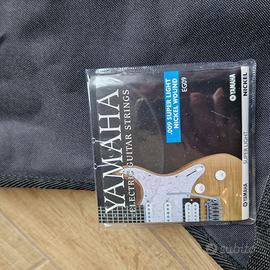 YAMAHA
ELECTRIC GUITAR STRINGS
.009 SUPER LIGHT
NICKEL WOUND
EG09
YAMAHA
NICKEL
SUPER LIGHT
YAMAHA
subito